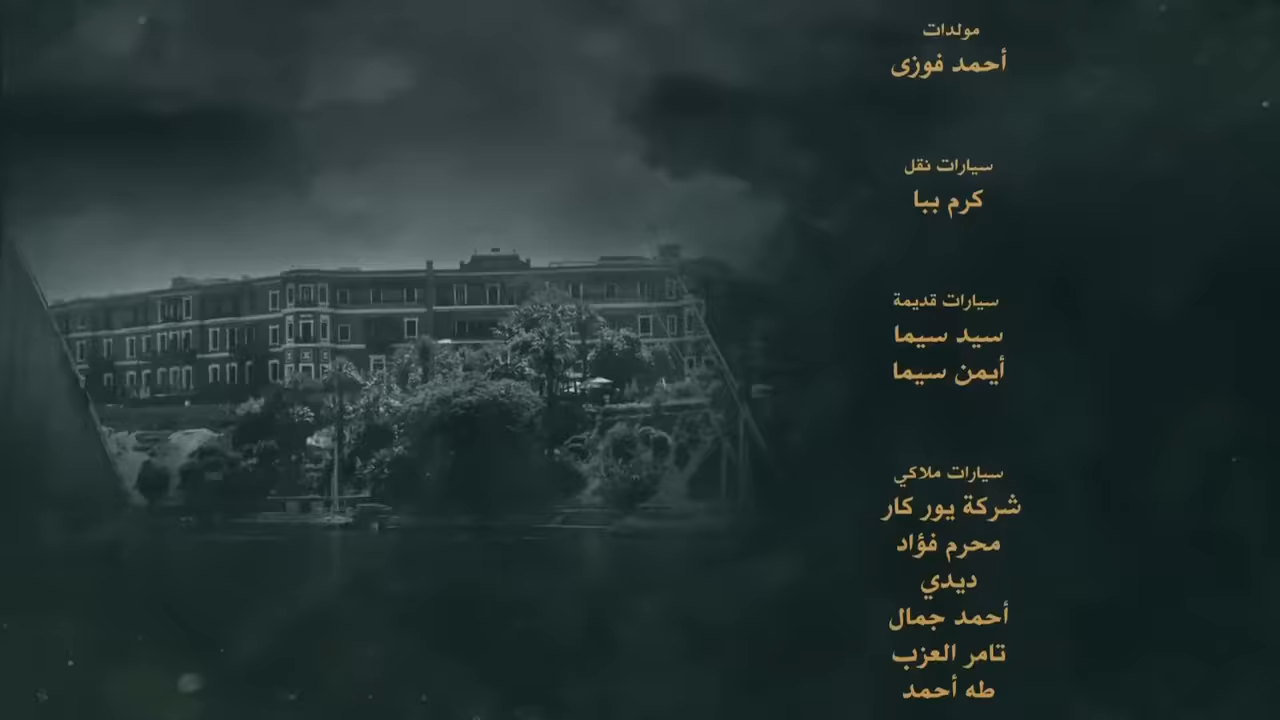 مولدات
أحمد فوزى
سيارات نقل
كرم ببا
سيارات قديمة
سيد سيما
أيمن سيما
سيارات ملاكي
شركة يور كار
محرم فؤاد
ديدي
أحمد جمال
تامر العزب
طه أحمد